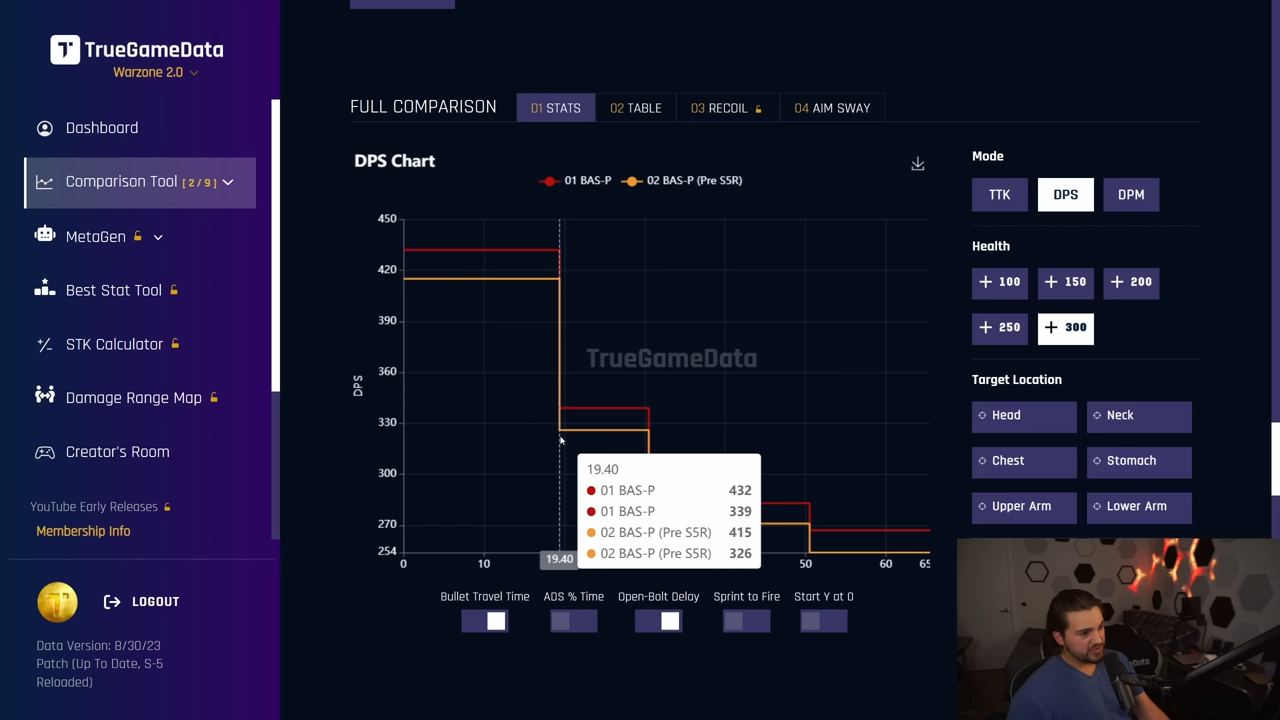 TrueGameData
Warzone 2.0
Dashboard
Comparison Tool [ 2 / 9 ]
MetaGen
Best Stat Tool
STK Calculator
Damage Range Map
Creator's Room
YouTube Early Releases
Membership Info
LOGOUT
Data Version: 8/30/23
Patch (Up To Date, S-5
Reloaded)
FULL COMPARISON
01 STATS
02 TABLE
03 RECOIL
04 AIM SWAY
DPS Chart
01 BAS-P
02 BAS-P (Pre S5R)
450
420
390
360
330
300
270
254
DPS
TrueGameData
19.40
01 BAS-P 432
01 BAS-P 339
02 BAS-P (Pre S5R) 415
02 BAS-P (Pre S5R) 326
0
10
19.40
50
60
65
Bullet Travel Time
ADS % Time
Open-Bolt Delay
Sprint to Fire
Start Y at 0
Mode
TTK
DPS
DPM
Health
100
150
200
250
300
Target Location
Head
Neck
Chest
Stomach
Upper Arm
Lower Arm